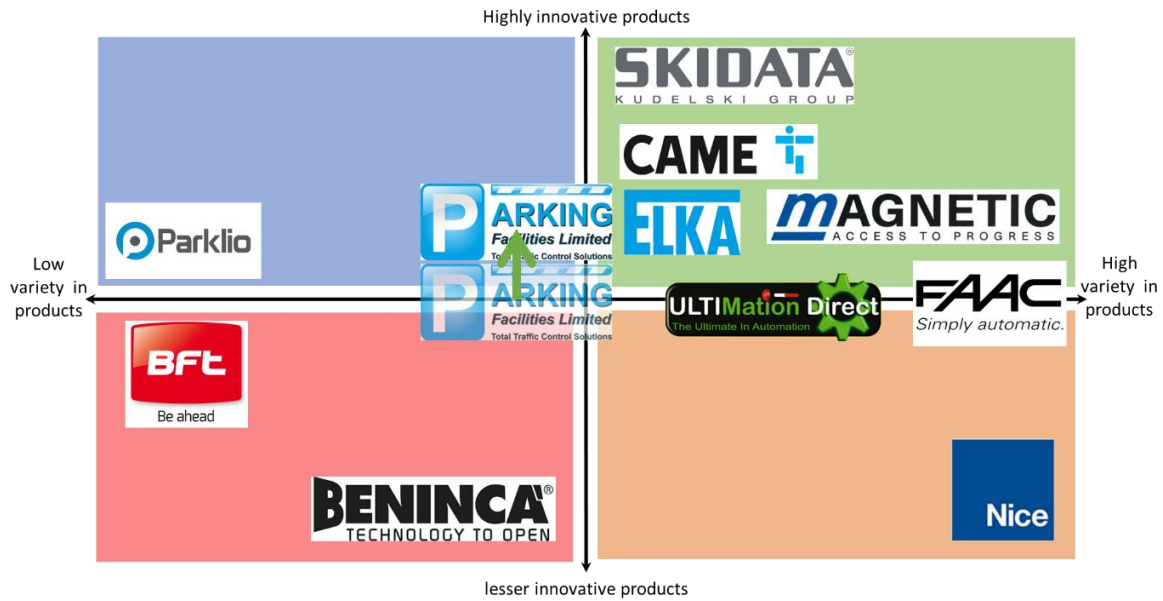 Highly innovative products
SKIDATA®
KUDELSKI GROUP
CAME
P ARKING
Facilities Limited
Total Traffic Control Solutions
ELKA
mAGNETIC
ACCESS TO PROGRESS
Parklio
Low
variety in
products
High
variety in
products
P ARKING
Facilities Limited
Total Traffic Control Solutions
ULTIMation Direct
The Ultimate In Automation
FAAC
Simply automatic.
BFt
Be ahead
BENINCA'®
TECHNOLOGY TO OPEN
Nice
lesser innovative products